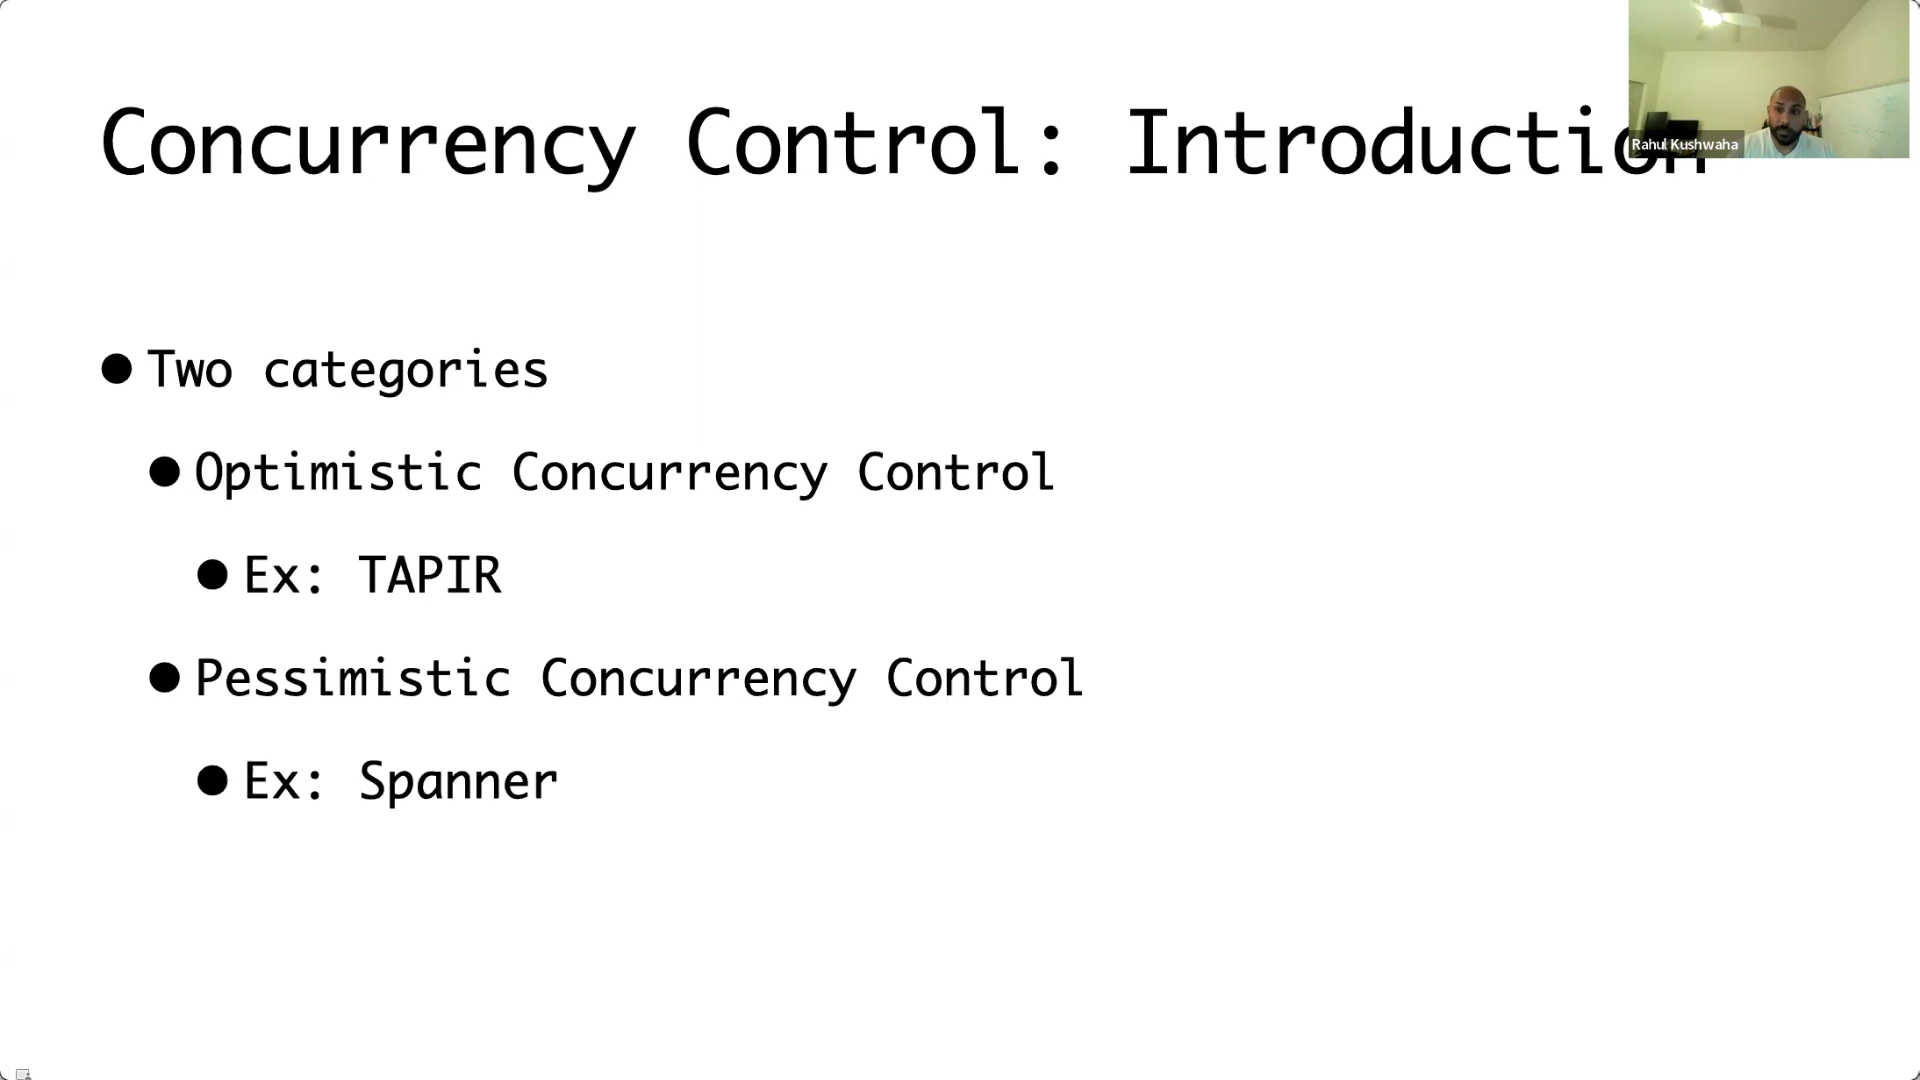 Concurrency Control: Introduction
Rahul Kushwaha
● Two categories
● Optimistic Concurrency Control
● Ex: TAPIR
● Pessimistic Concurrency Control
● Ex: Spanner